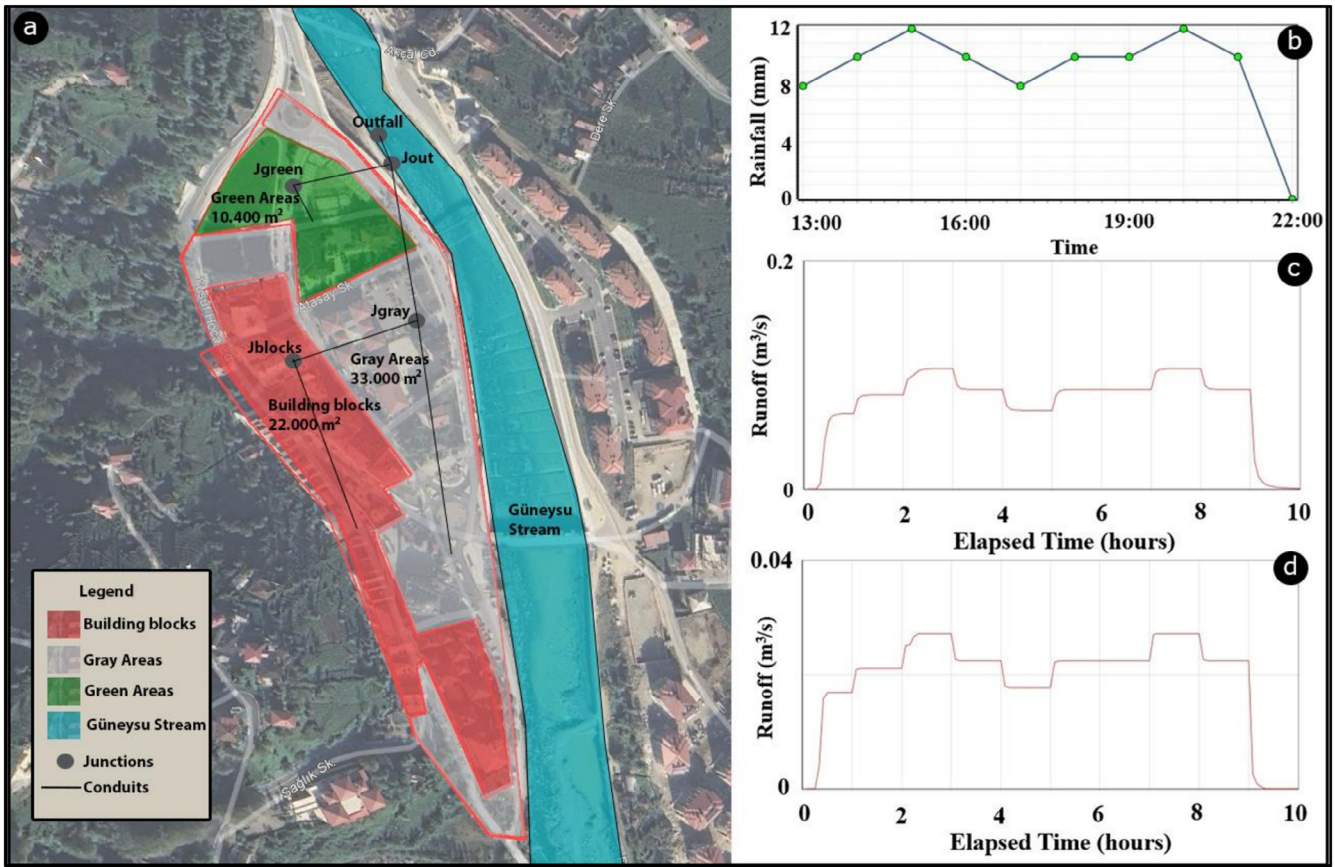 a
Asçal Cd.
Outfall
Jout
Dere Sk.
Jgreen
Green Areas
10.400 m²
Atasay Sk.
Jgray
Jblocks
Gray Areas
33.000 m²
Building blocks
22.000 m²
Güneysu
Stream
Sağlık Sk.
Legend
Building blocks
Gray Areas
Green Areas
Güneysu Stream
Junctions
Conduits
b
Rainfall (mm)
12
8
4
0
13:00 16:00 19:00 22:00
Time
c
Runoff (m³/s)
0.2
0
0 2 4 6 8 10
Elapsed Time (hours)
d
Runoff (m³/s)
0.04
0
0 2 4 6 8 10
Elapsed Time (hours)